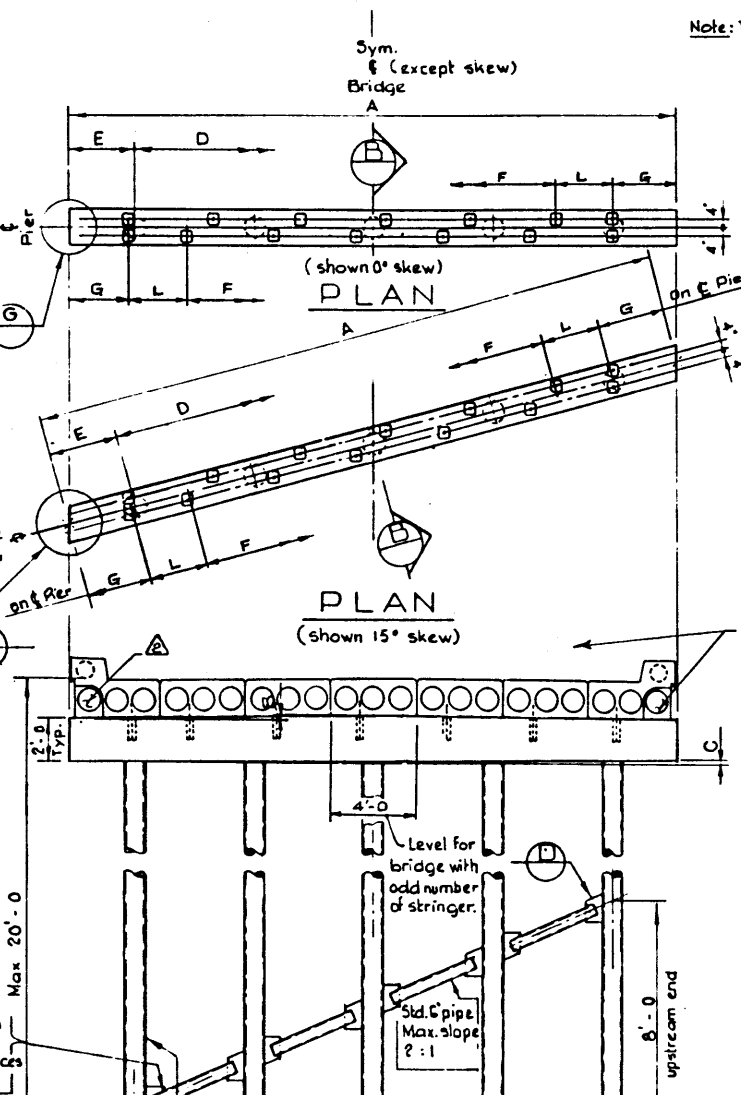 Note:
Sym.
℄ (except skew)
Bridge
A
E
D
B
F
L
G
4"
4"
℄
Pier
(shown 0° skew)
PLAN
G
L
F
G
on ℄ Pier
A
F
L
G
E
D
B
G
L
F
on ℄ Pier
PLAN
(shown 15° skew)
2
B
2'-0
Typ.
C
4'-0
Level for
bridge with
odd number
of stringer.
D
Max 20'-0
Std. 6" pipe
Max. slope
2:1
8'-0
upstream end